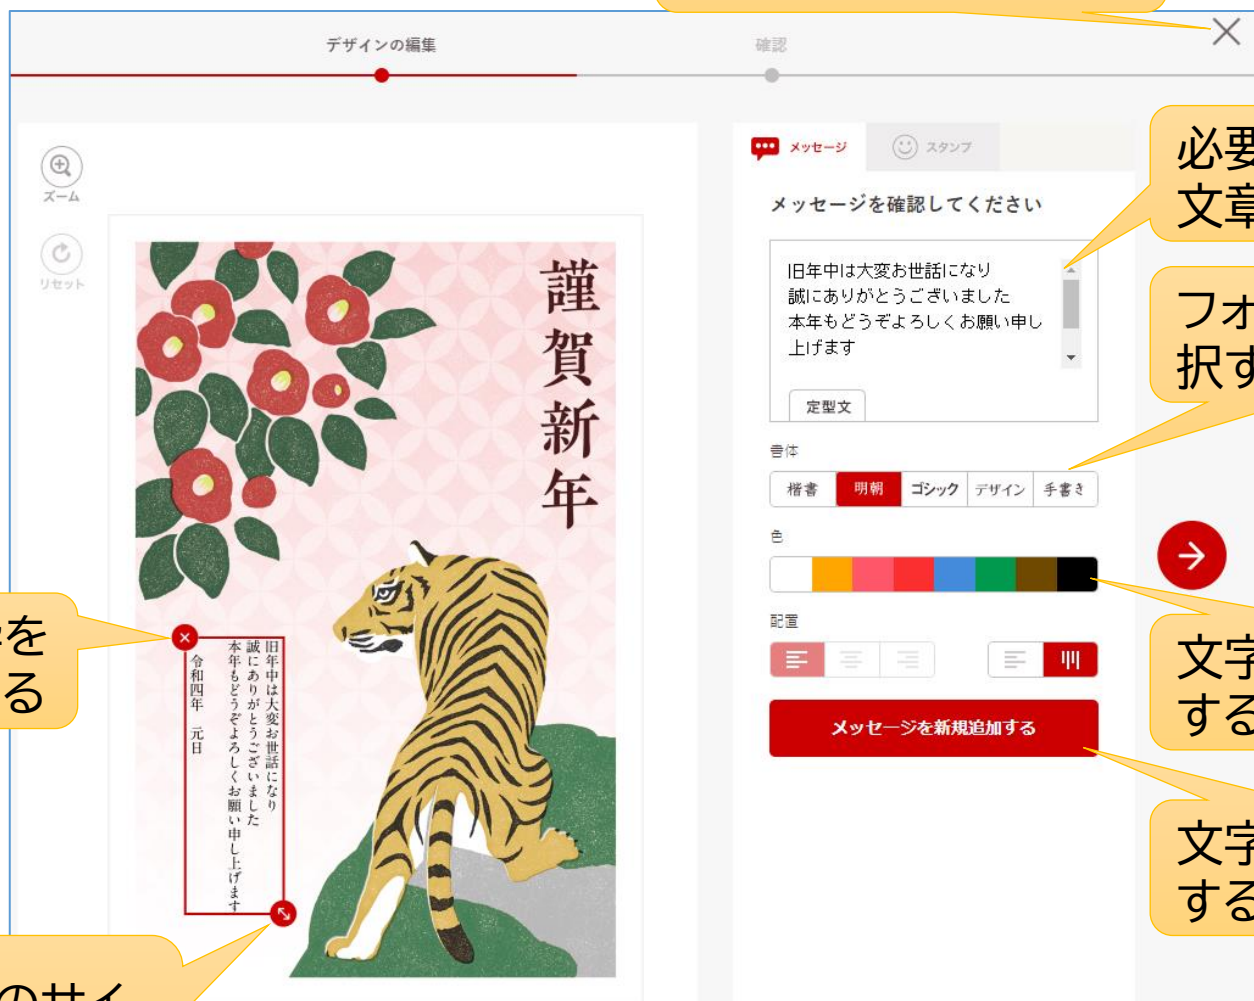 デザインの編集
確認
ズーム
リセット
謹賀新年
旧年中は大変お世話になり
誠にありがとうございました
本年もどうぞよろしくお願い申し上げます
令和四年 元日
メッセージ
スタンプ
メッセージを確認してください
旧年中は大変お世話になり
誠にありがとうございました
本年もどうぞよろしくお願い申し
上げます
定型文
書体
楷書 明朝 ゴシック デザイン 手書き
色
配置
メッセージを新規追加する
必要
文章
フォ
択す
文字
する
文字
する
を
る
のサイ